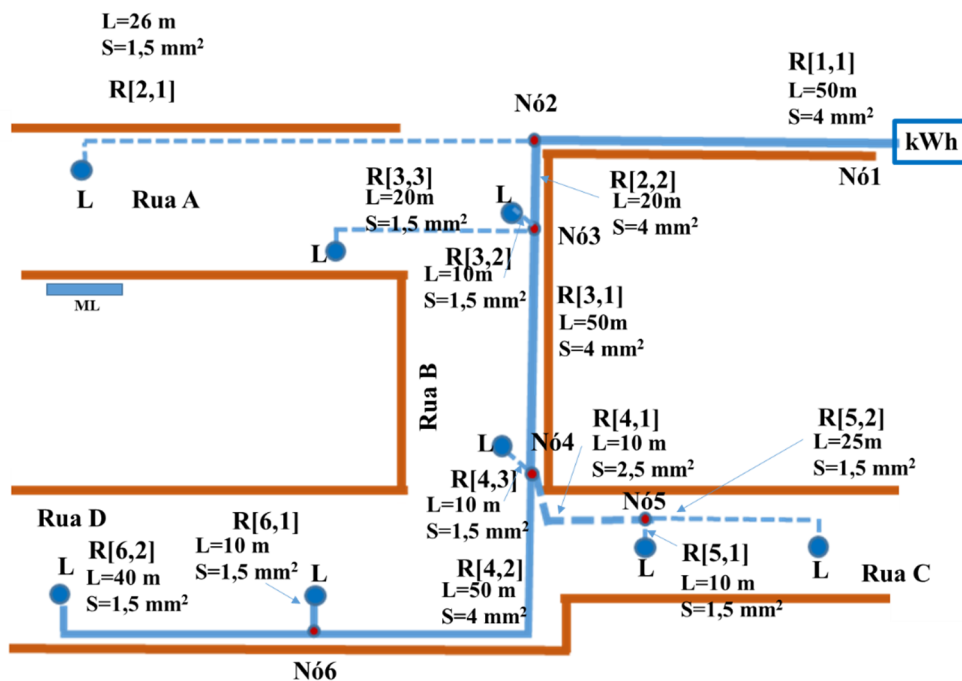 L=26 m
S=1,5 mm²
R[2,1]
R[1,1]
L=50m
S=4 mm²
Nó2
kWh
Nó1
L
Rua A
R[3,3]
L=20m
S=1,5 mm²
L
L
R[2,2]
L=20m
S=4 mm²
Nó3
R[3,2]
L=10m
S=1,5 mm²
ML
R[3,1]
L=50m
S=4 mm²
Rua B
L
Nó4
R[4,1]
L=10 m
S=2,5 mm²
R[5,2]
L=25m
S=1,5 mm²
R[4,3]
L=10 m
S=1,5 mm²
Nó5
Rua D
R[6,1]
L=10 m
S=1,5 mm²
R[6,2]
L=40 m
S=1,5 mm²
L
L
R[4,2]
L=50 m
S=4 mm²
L
R[5,1]
L=10 m
S=1,5 mm²
L
Rua C
Nó6